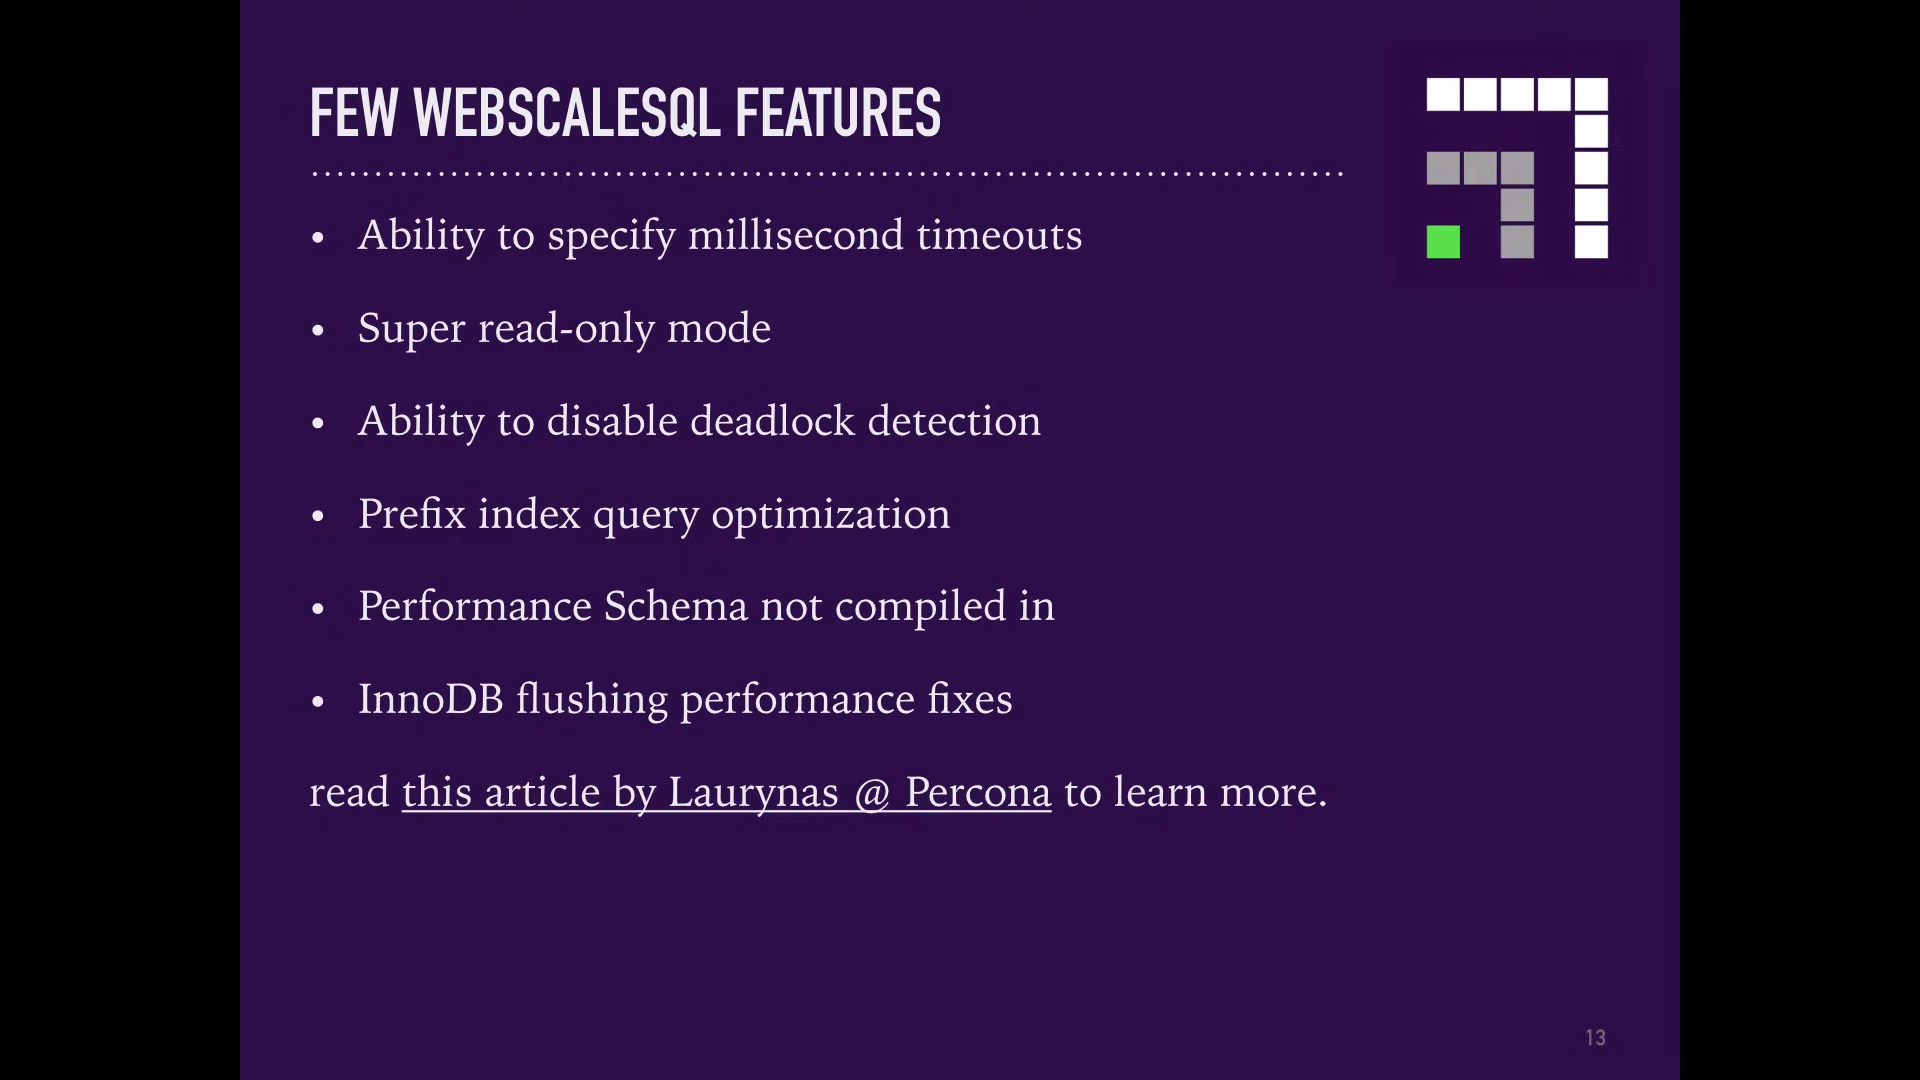 FEW WEBSCALESQL FEATURES
• Ability to specify millisecond timeouts
• Super read-only mode
• Ability to disable deadlock detection
• Prefix index query optimization
• Performance Schema not compiled in
• InnoDB flushing performance fixes
read this article by Laurynas @ Percona to learn more.
13